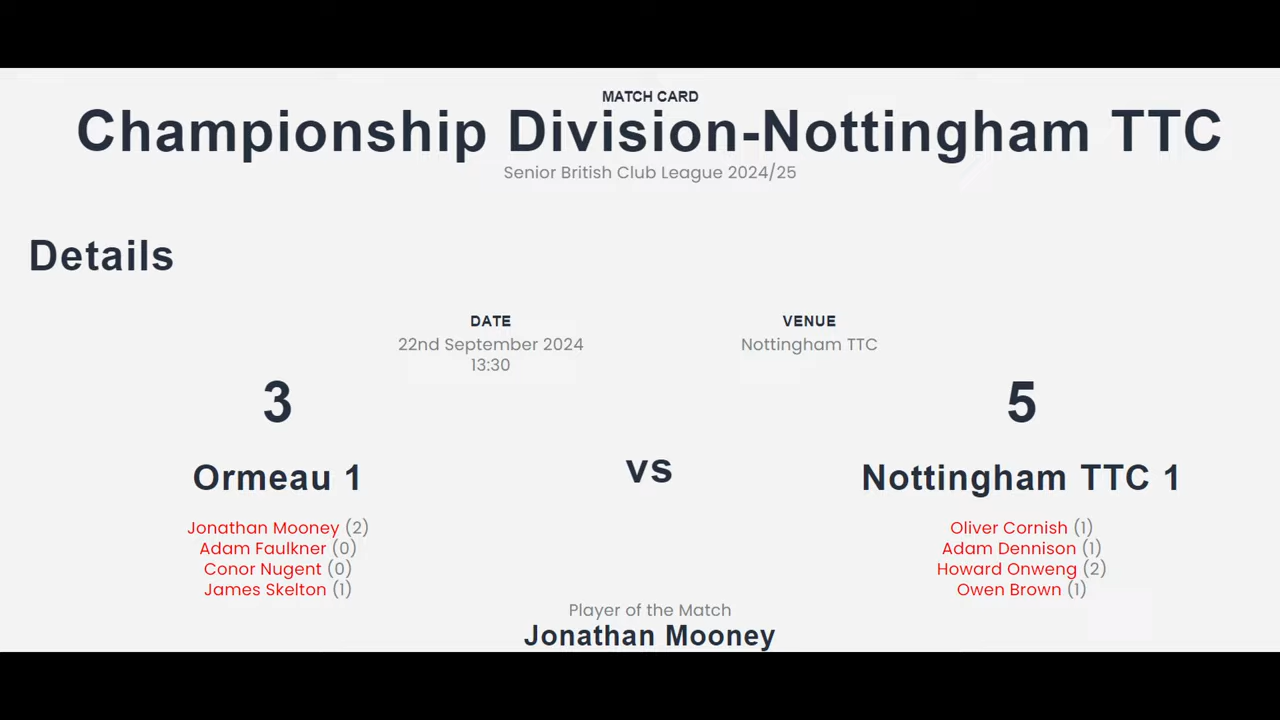 MATCH CARD
Championship Division-Nottingham TTC
Senior British Club League 2024/25
Details
DATE
22nd September 2024
13:30
VENUE
Nottingham TTC
3
Ormeau 1
Jonathan Mooney (2)
Adam Faulkner (0)
Conor Nugent (0)
James Skelton (1)
vs
5
Nottingham TTC 1
Oliver Cornish (1)
Adam Dennison (1)
Howard Onweng (2)
Owen Brown (1)
Player of the Match
Jonathan Mooney